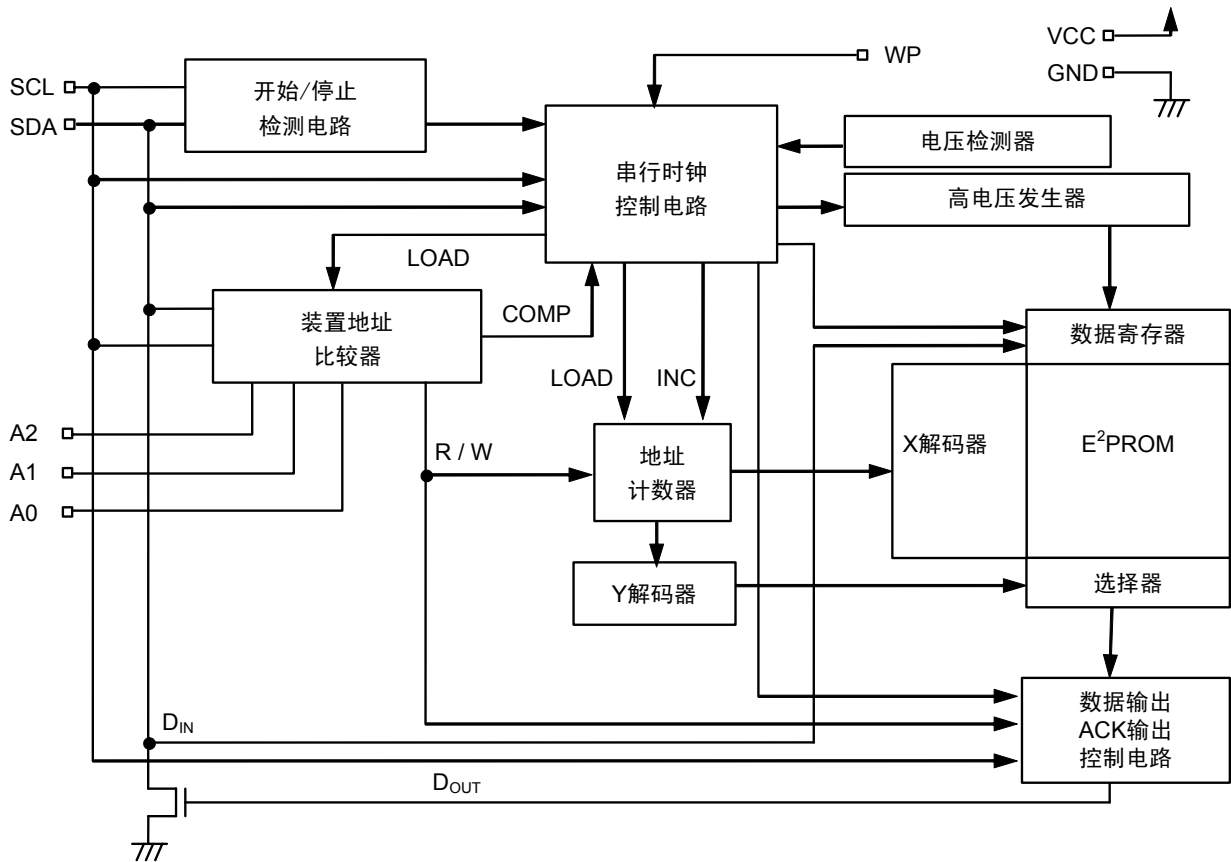 VCC
GND
WP
SCL
SDA
开始/停止
检测电路
串行时钟
控制电路
电压检测器
高电压发生器
LOAD
COMP
装置地址
比较器
数据寄存器
LOAD
INC
A2
A1
A0
R / W
地址
计数器
X解码器
E²PROM
Y解码器
选择器
数据输出
ACK输出
控制电路
D_IN
D_OUT